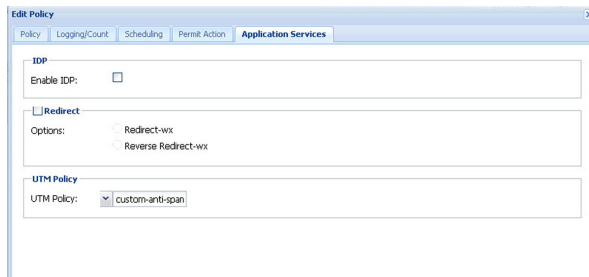 Edit Policy
Policy Logging/Count Scheduling Permit Action Application Services
IDP
Enable IDP:
Redirect
Options: Redirect-wx
Reverse Redirect-wx
UTM Policy
UTM Policy: custom-anti-span